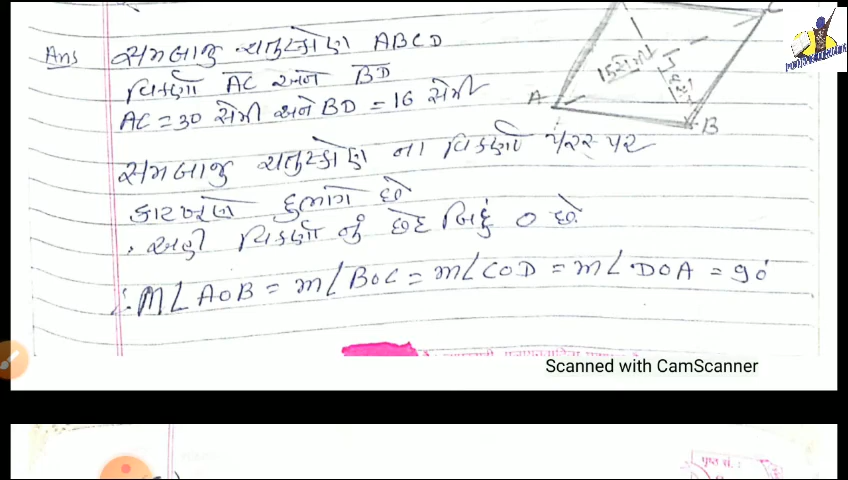 C
Ans સમબાજુ ચતુષ્કોણ ABCD
વિકર્ણો AC અને BD
AC = 30 સેમી અને BD = 16 સેમી
A
B
સમબાજુ ચતુષ્કોણ ના વિકર્ણો પરસ્પર
કાટખૂણે દુભાગે છે
. અહી વિકર્ણો નું છેદ બિંદુ O છે.
∴ m∠AOB = m∠BOC = m∠COD = m∠DOA = 90°
Scanned with CamScanner
पृष्ठ सं. :